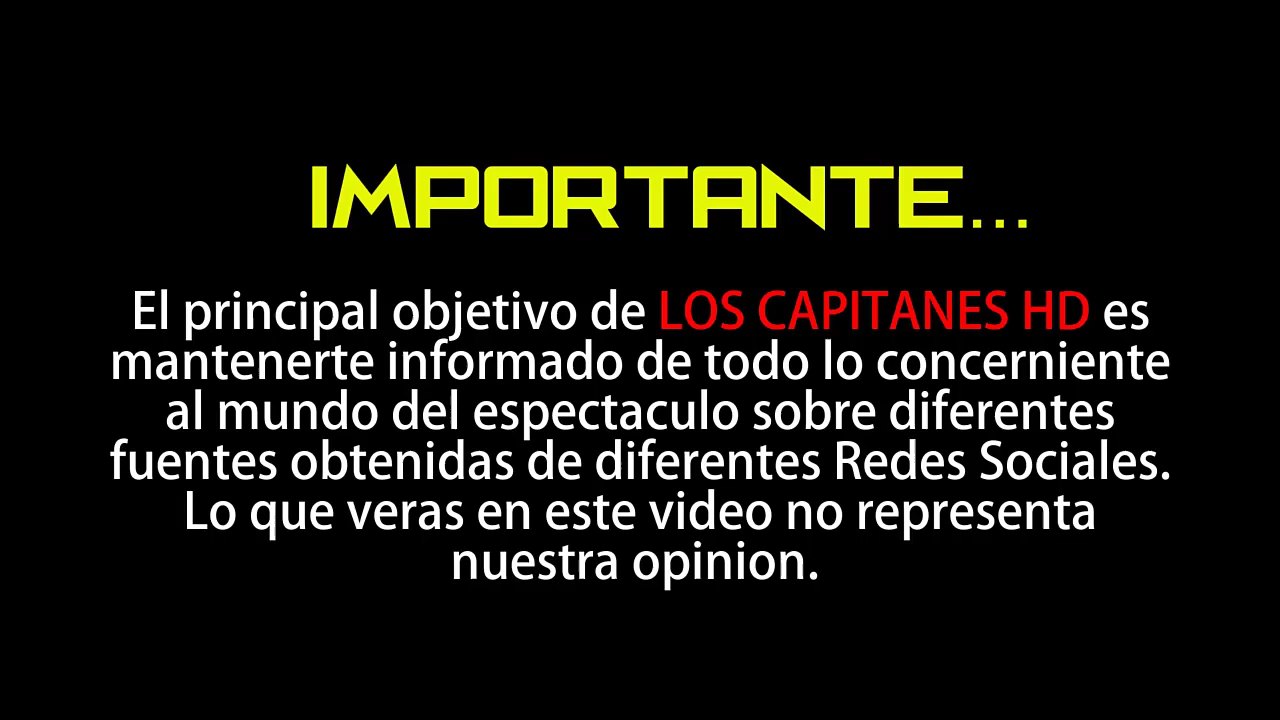 IMPORTANTE...
El principal objetivo de LOS CAPITANES HD es
mantenerte informado de todo lo concerniente
al mundo del espectaculo sobre diferentes
fuentes obtenidas de diferentes Redes Sociales.
Lo que veras en este video no representa
nuestra opinion.